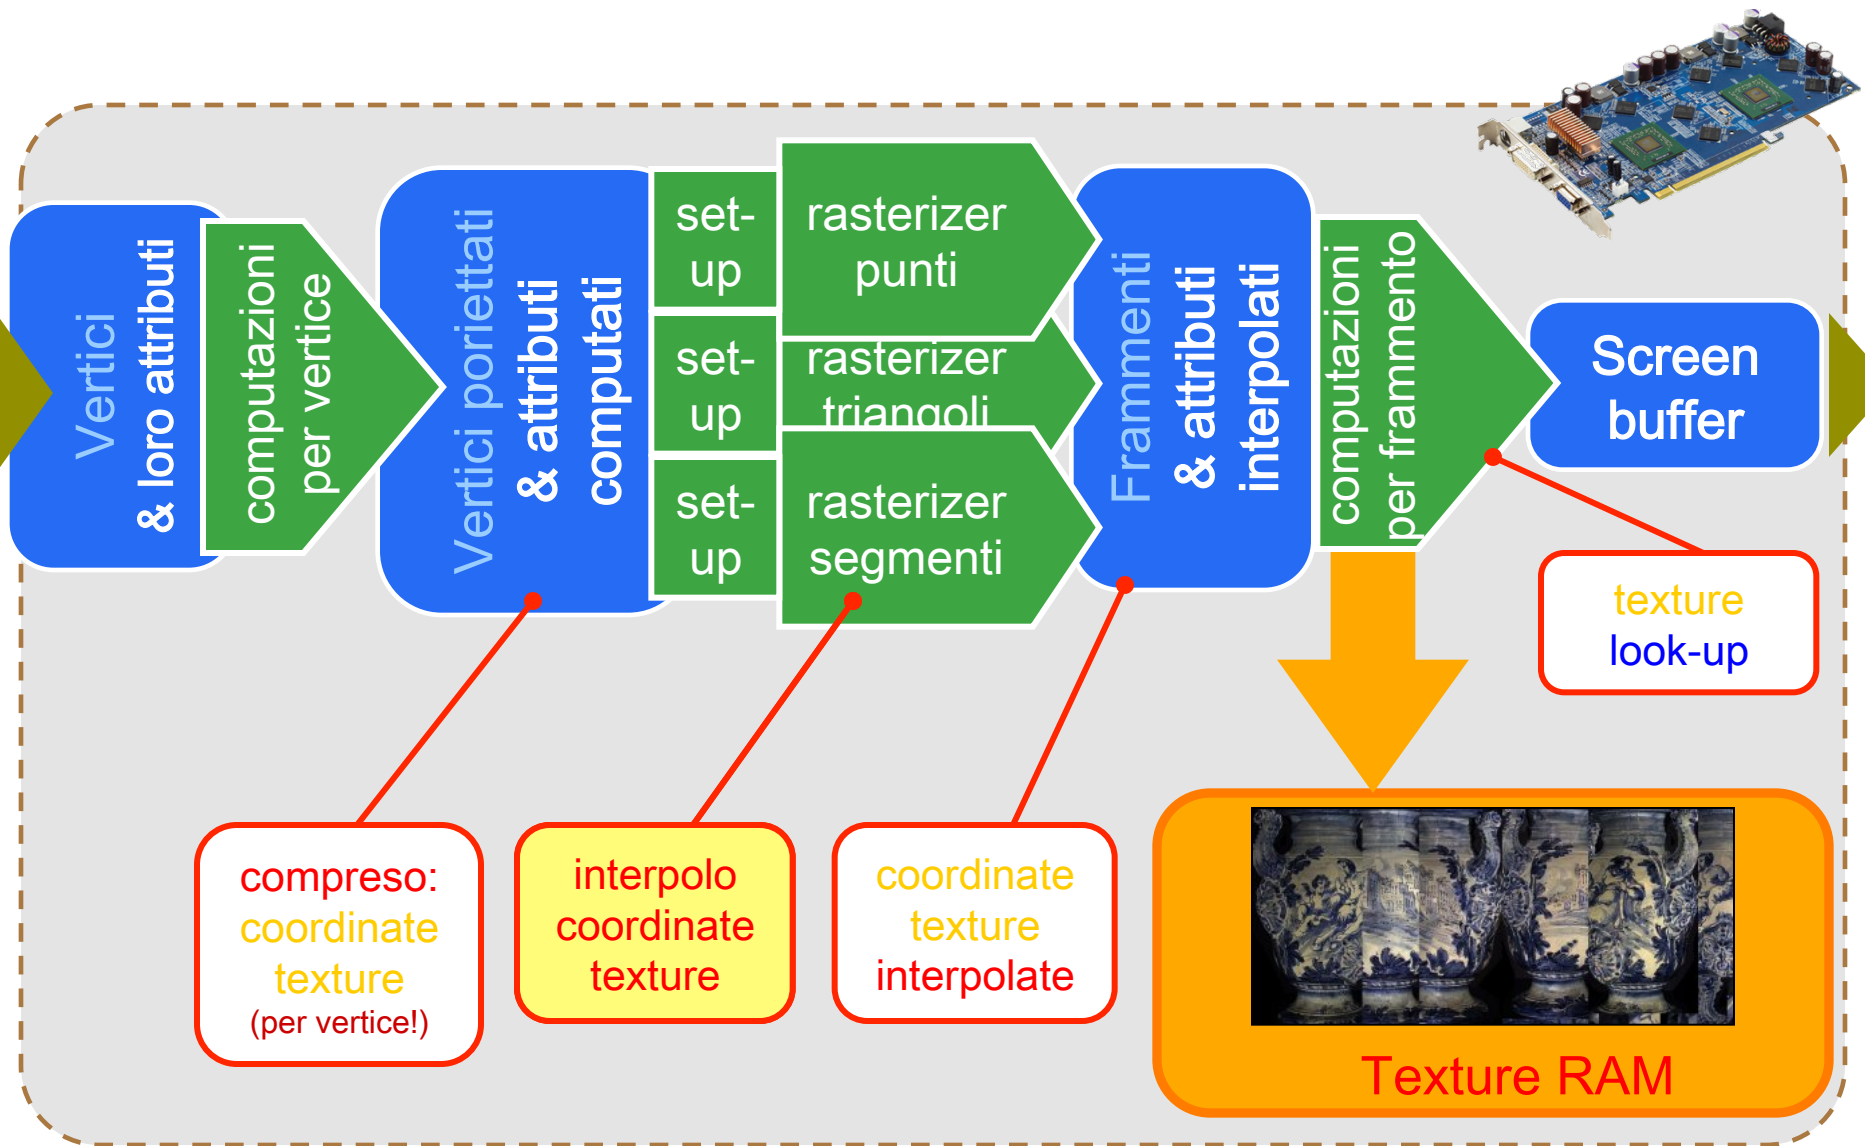 Vertici
& loro attributi
computazioni
per vertice
Vertici poriettati
& attributi
computati
set-
up
rasterizer
punti
set-
up
rasterizer
triangoli
set-
up
rasterizer
segmenti
Frammenti
& attributi
interpolati
computazioni
per frammento
Screen
buffer
texture
look-up
compreso:
coordinate
texture
(per vertice!)
interpolo
coordinate
texture
coordinate
texture
interpolate
Texture RAM